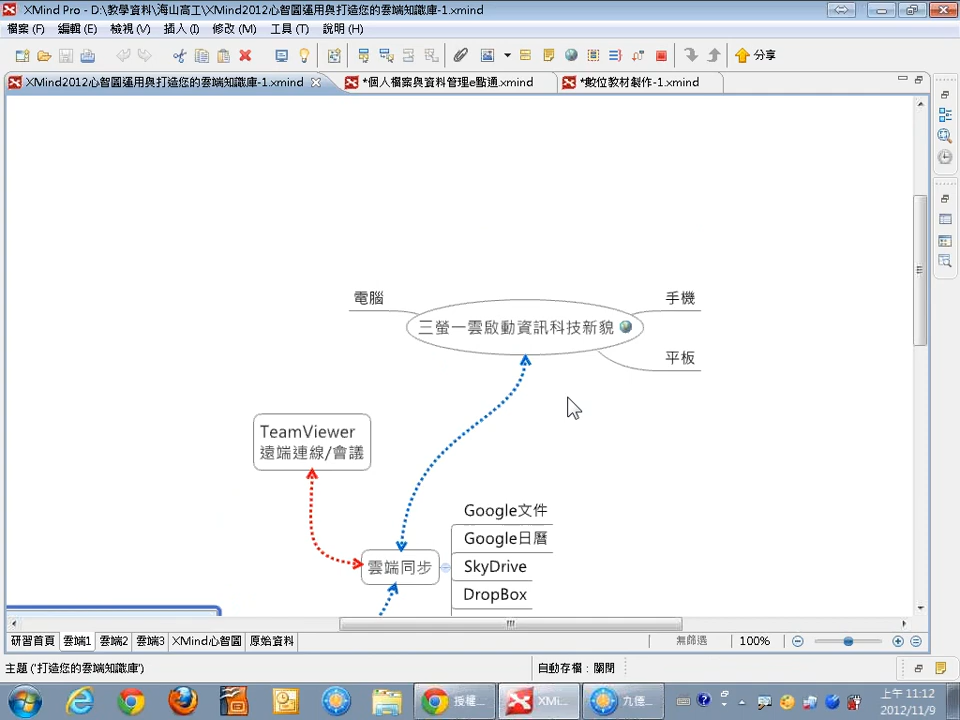 XMind Pro - D:\教學資料\海山高工\XMind2012心智圖運用與打造您的雲端知識庫-1.xmind
檔案 (F) 編輯 (E) 檢視 (V) 插入 (I) 修改 (M) 工具 (T) 說明 (H)
分享
XMind2012心智圖運用與打造您的雲端知識庫-1.xmind *個人檔案與資料管理e點通.xmind *數位教材製作-1.xmind
電腦
手機
三螢一雲啟動資訊科技新貌
平板
TeamViewer
遠端連線/會議
Google文件
Google日曆
雲端同步
SkyDrive
DropBox
研習首頁 雲端1 雲端2 雲端3 XMind心智圖 原始資料
無篩選 100%
主題 ('打造您的雲端知識庫') 自動存檔：關閉
授權... XMi... 九德...
上午 11:12
2012/11/9